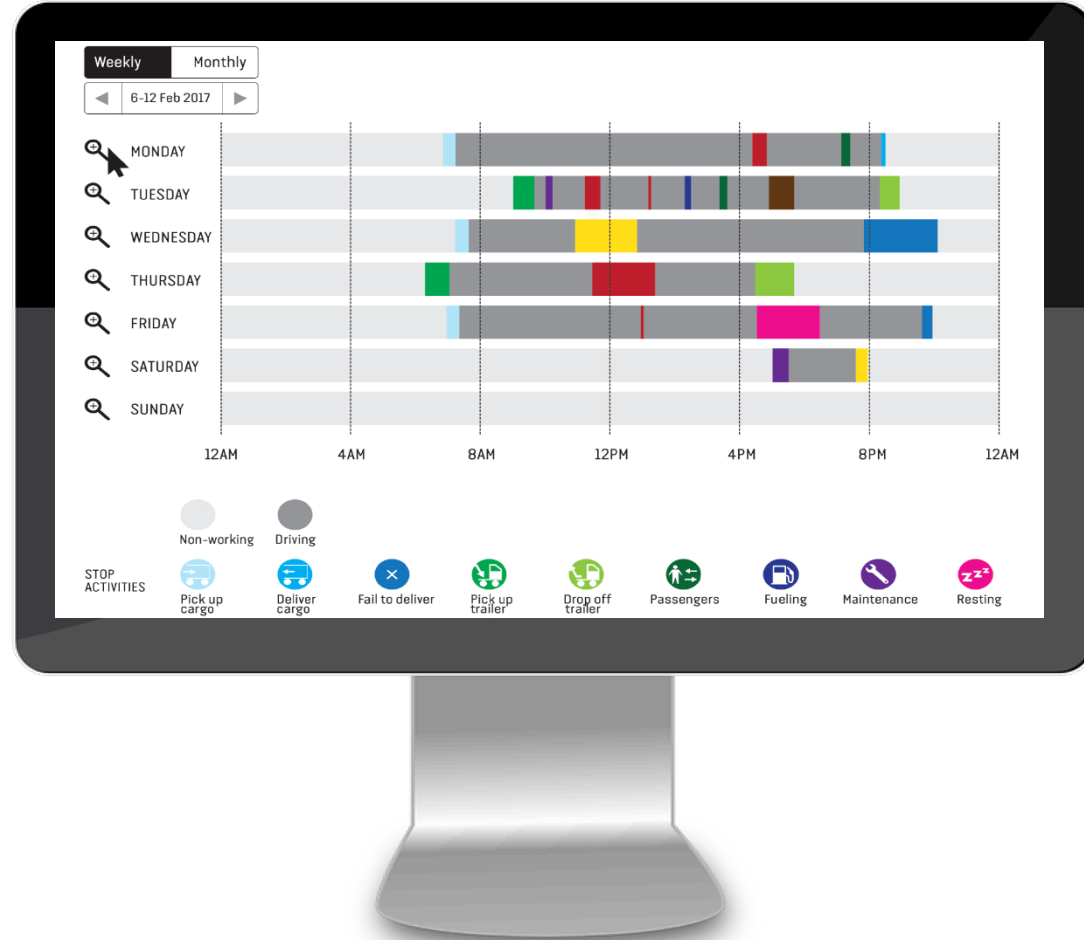 Weekly Monthly
6-12 Feb 2017
MONDAY
TUESDAY
WEDNESDAY
THURSDAY
FRIDAY
SATURDAY
SUNDAY
12AM 4AM 8AM 12PM 4PM 8PM 12AM
Non-working Driving
STOP
ACTIVITIES
Pick up
cargo
Deliver
cargo
Fail to deliver
Pick up
trailer
Drop off
trailer
Passengers
Fueling
Maintenance
zzz
Resting